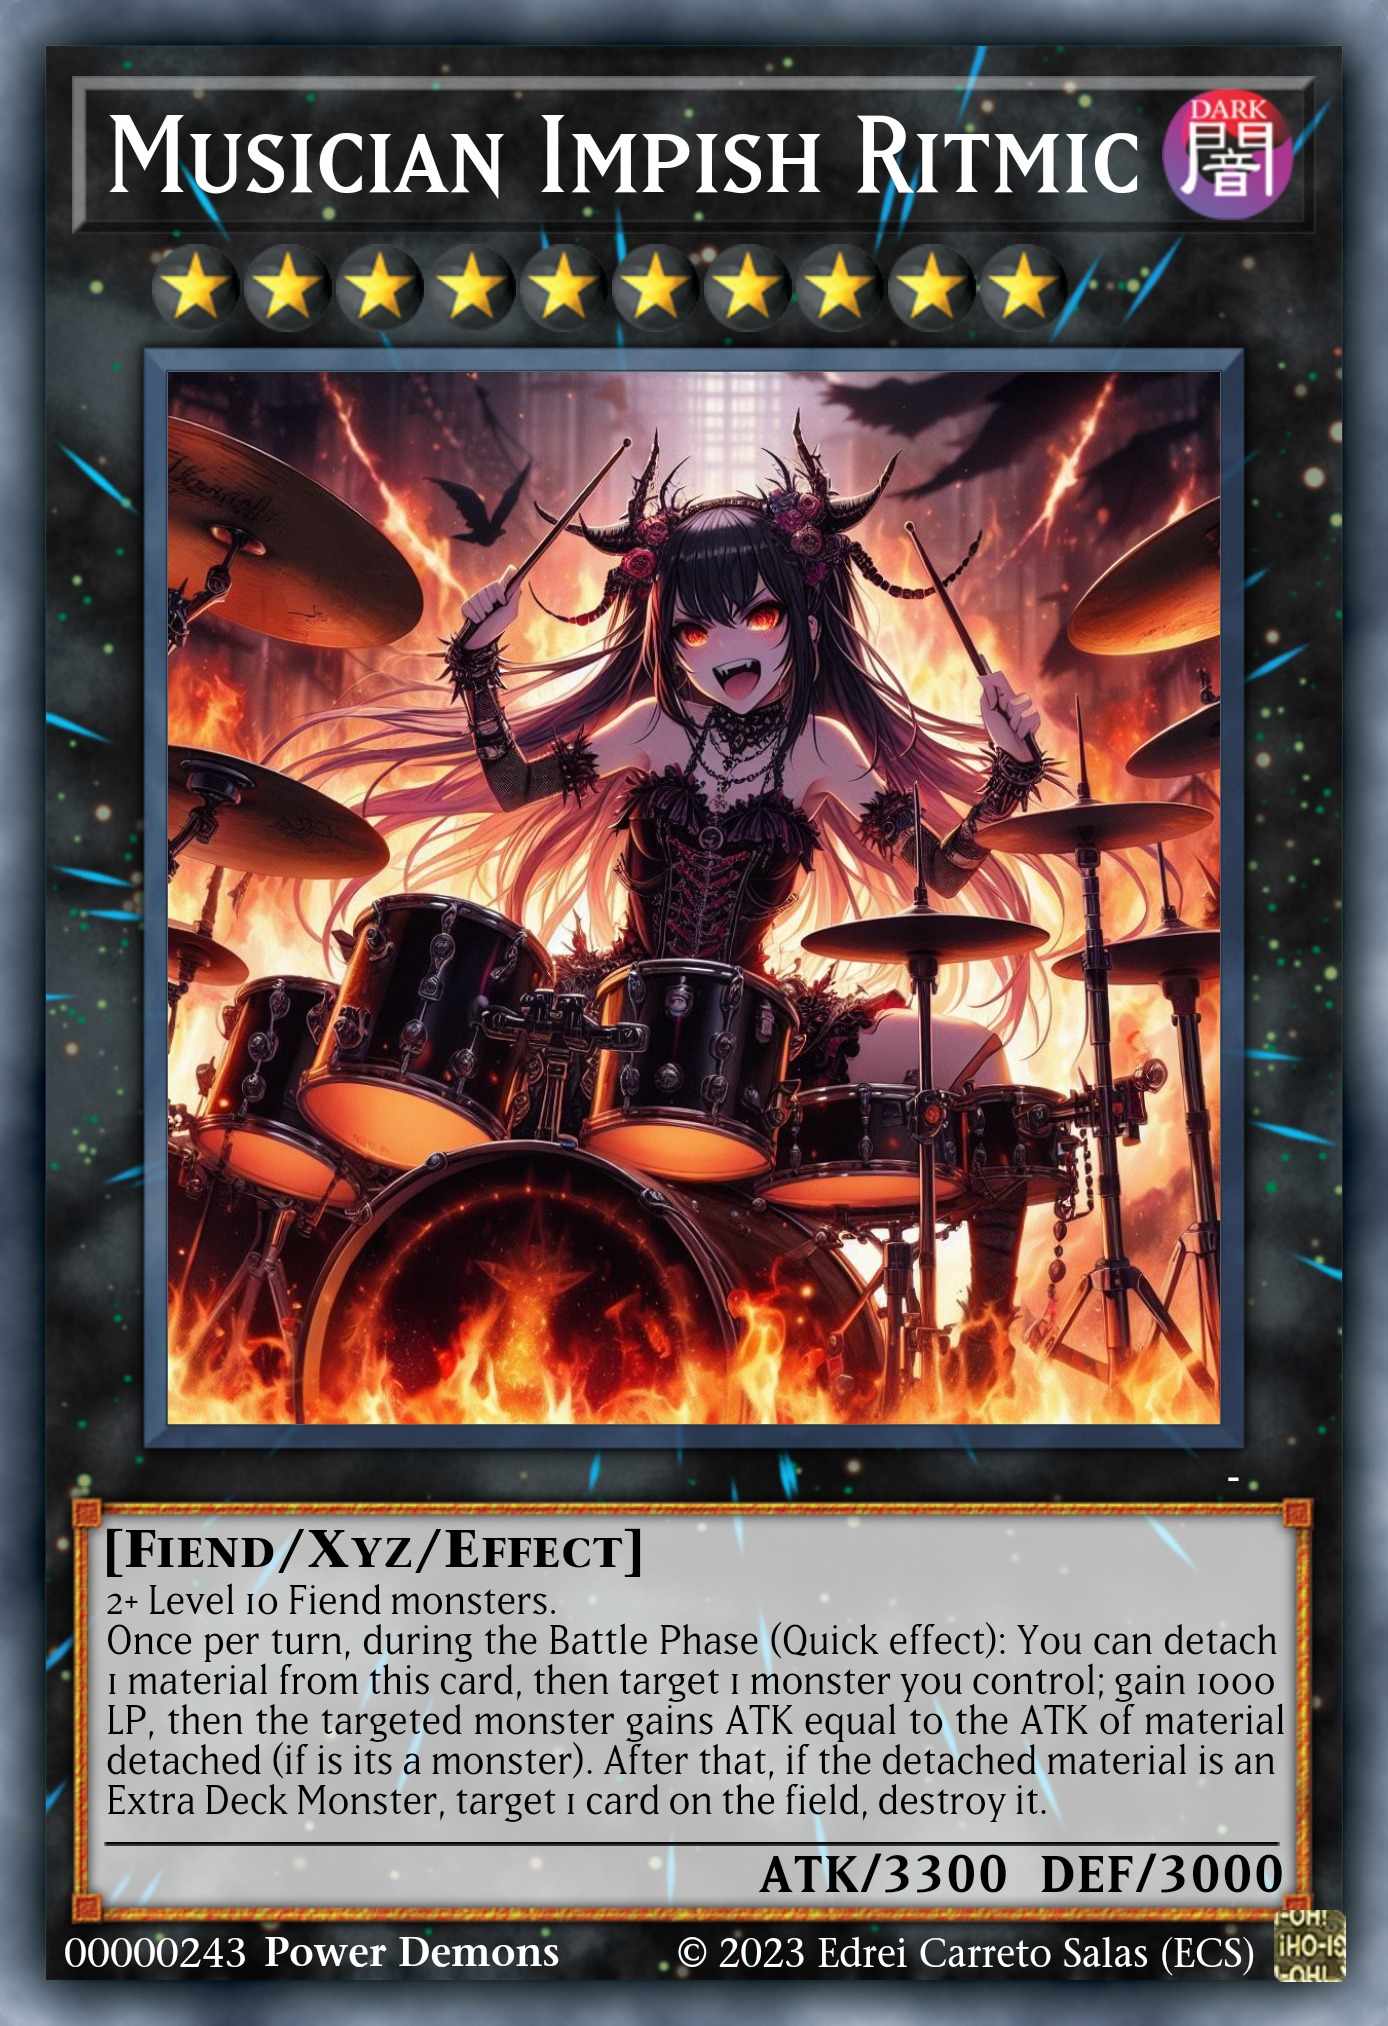 Musician Impish Ritmic
DARK
闇
-
[Fiend/Xyz/Effect]
2+ Level 10 Fiend monsters.
Once per turn, during the Battle Phase (Quick effect): You can detach
1 material from this card, then target 1 monster you control; gain 1000
LP, then the targeted monster gains ATK equal to the ATK of material
detached (if is its a monster). After that, if the detached material is an
Extra Deck Monster, target 1 card on the field, destroy it.
ATK/3300 DEF/3000
00000243 Power Demons © 2023 Edrei Carreto Salas (ECS)